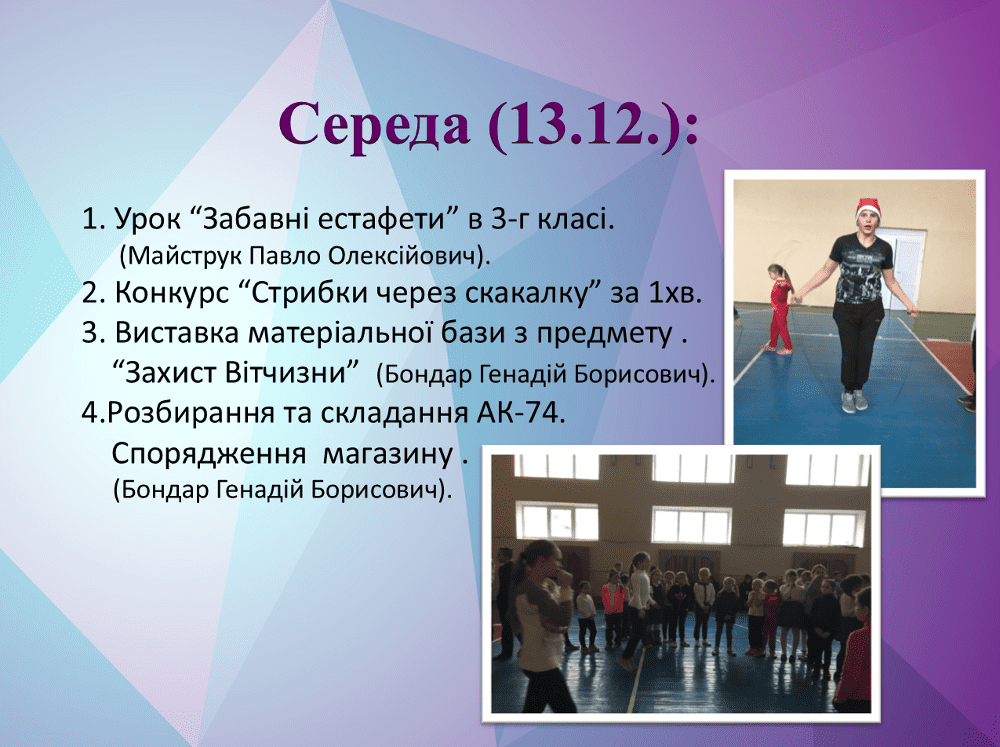 Середа (13.12.):
1. Урок “Забавні естафети” в 3-г класі.
(Майструк Павло Олексійович).
2. Конкурс “Стрибки через скакалку” за 1хв.
3. Виставка матеріальної бази з предмету .
“Захист Вітчизни” (Бондар Генадій Борисович).
4.Розбирання та складання АК-74.
Спорядження магазину .
(Бондар Генадій Борисович).